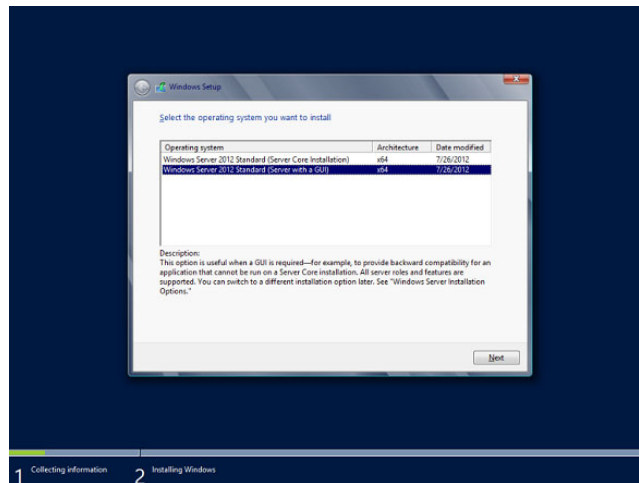 Windows Setup
Select the operating system you want to install
Operating system Architecture Date modified
Windows Server 2012 Standard (Server Core Installation) x64 7/26/2012
Windows Server 2012 Standard (Server with a GUI) x64 7/26/2012
Description:
This option is useful when a GUI is required—for example, to provide backward compatibility for an
application that cannot be run on a Server Core installation. All server roles and features are
supported. You can switch to a different installation option later. See "Windows Server Installation
Options."
Next
1 Collecting information 2 Installing Windows